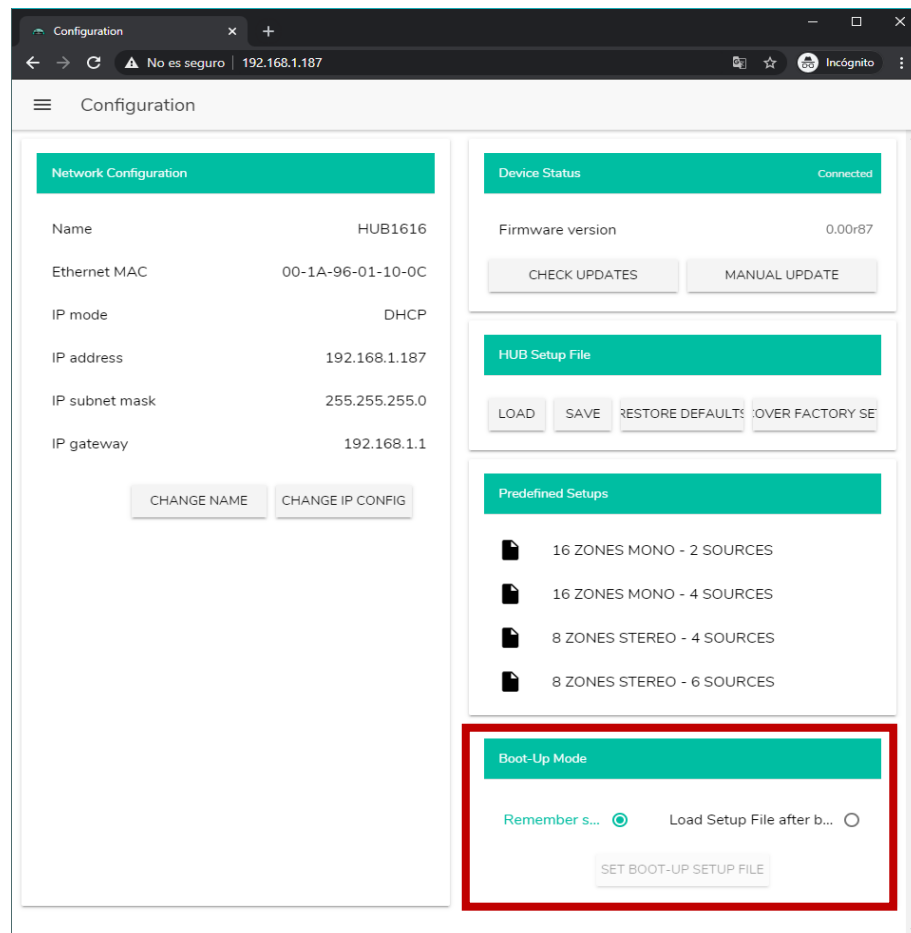 Configuration
No es seguro | 192.168.1.187
Incógnito
Configuration
Network Configuration
Name HUB1616
Ethernet MAC 00-1A-96-01-10-0C
IP mode DHCP
IP address 192.168.1.187
IP subnet mask 255.255.255.0
IP gateway 192.168.1.1
CHANGE NAME CHANGE IP CONFIG
Device Status Connected
Firmware version 0.00r87
CHECK UPDATES MANUAL UPDATE
HUB Setup File
LOAD SAVE RESTORE DEFAULTS COVER FACTORY SE
Predefined Setups
16 ZONES MONO - 2 SOURCES
16 ZONES MONO - 4 SOURCES
8 ZONES STEREO - 4 SOURCES
8 ZONES STEREO - 6 SOURCES
Boot-Up Mode
Remember s... Load Setup File after b...
SET BOOT-UP SETUP FILE